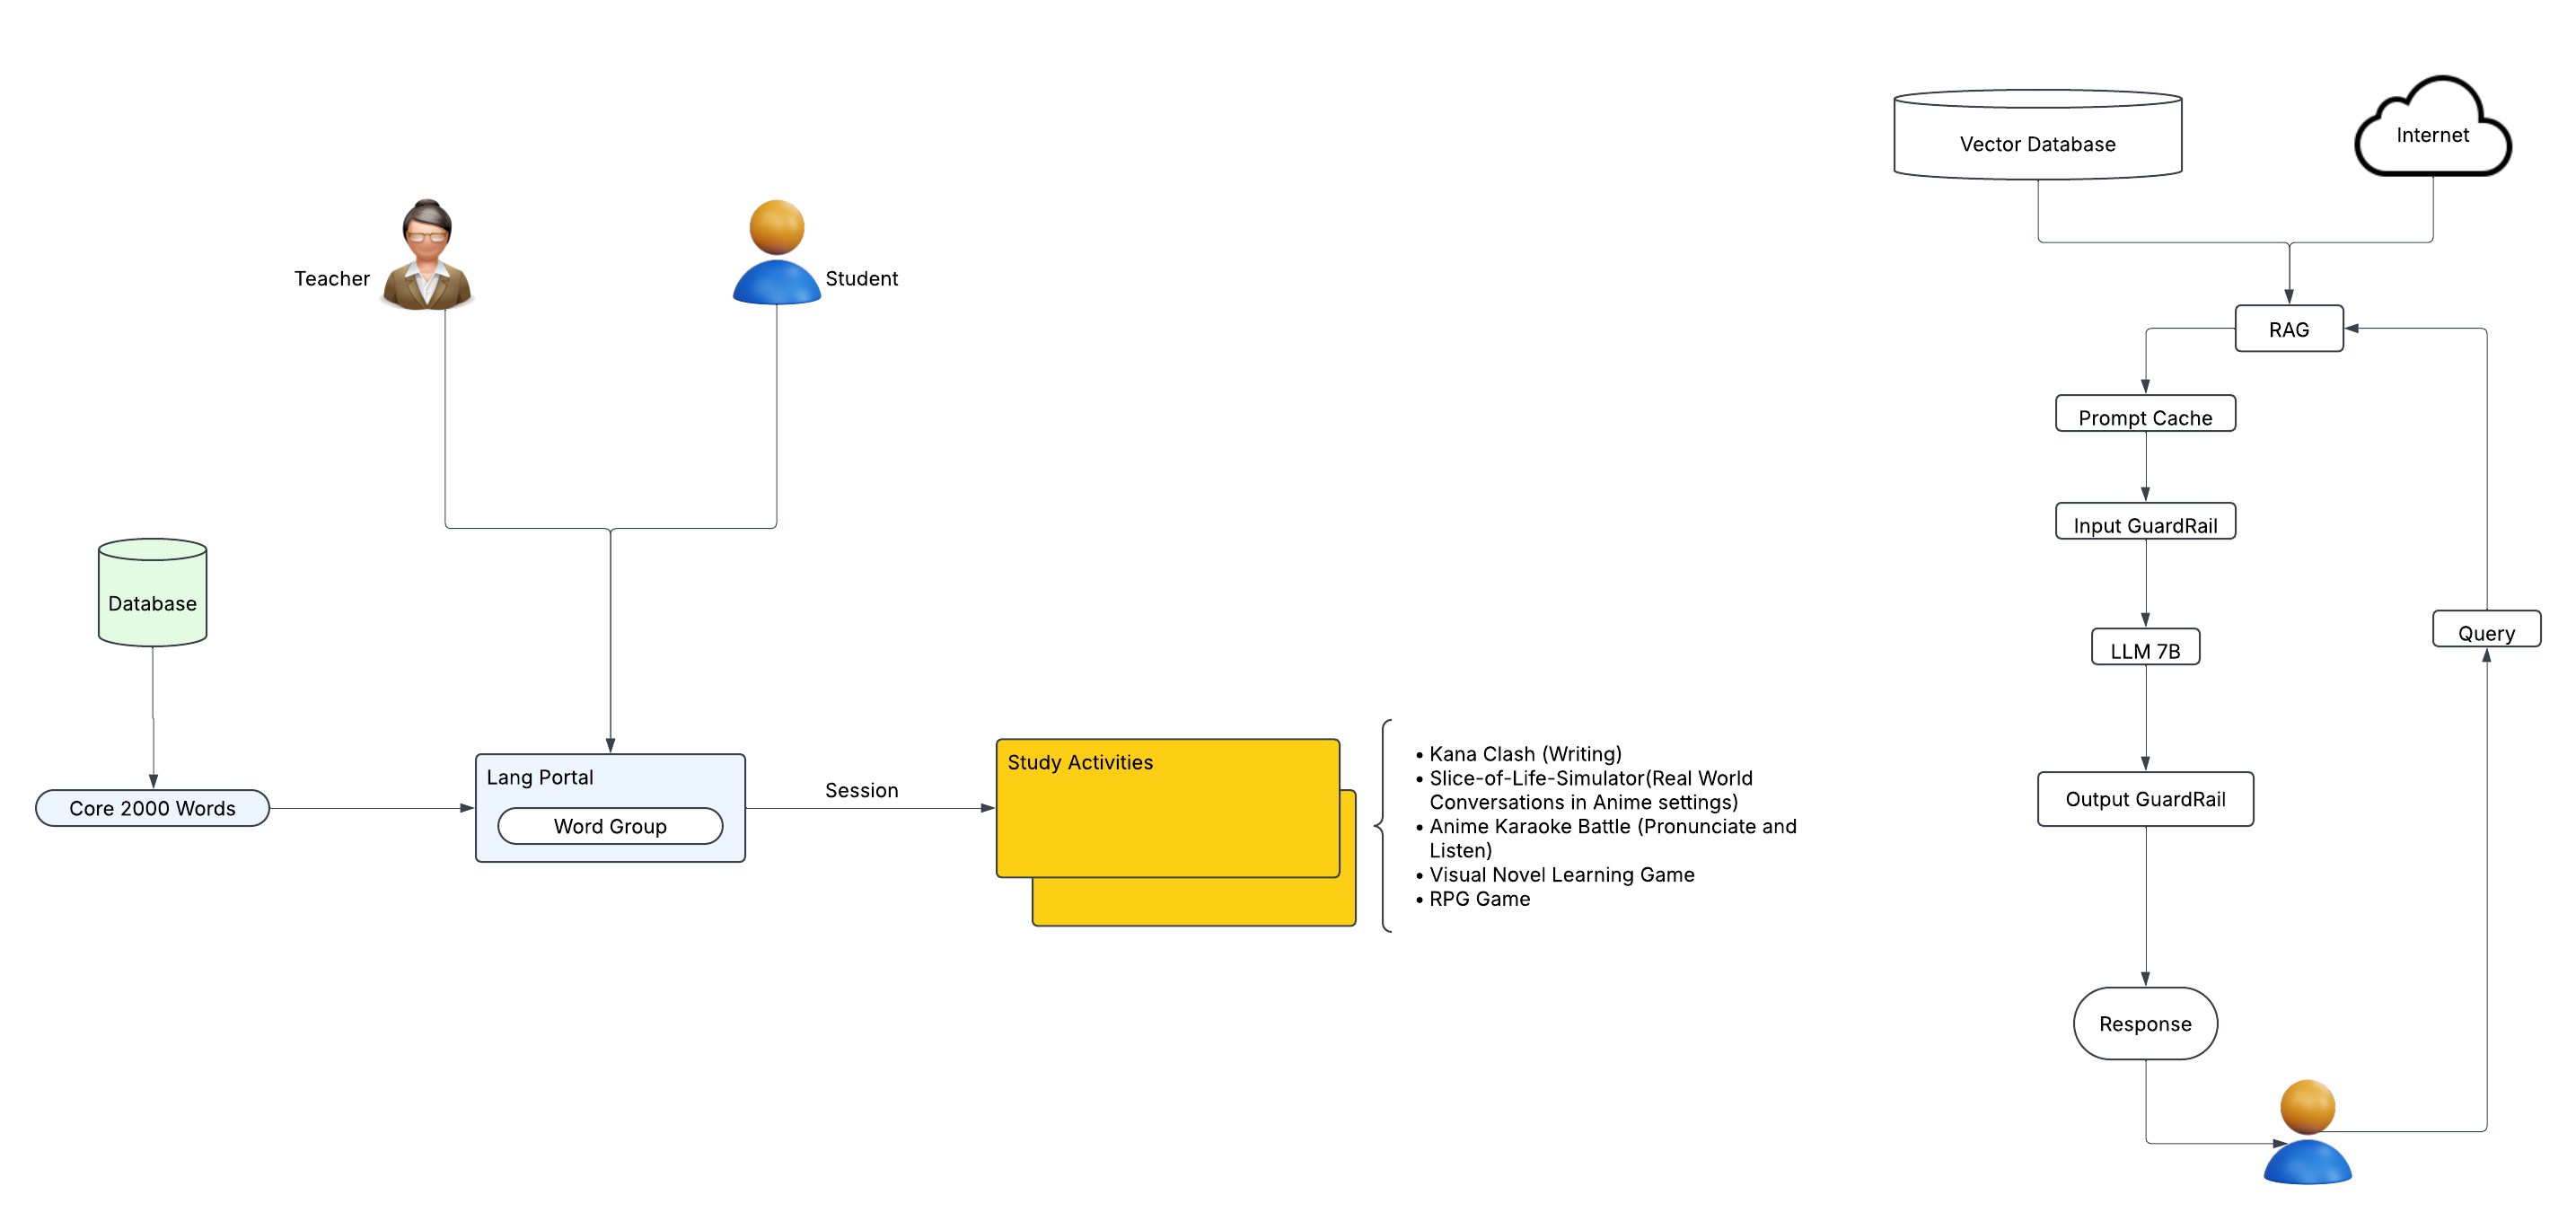 Vector Database
Internet
Teacher
Student
RAG
Prompt Cache
Input GuardRail
Database
Query
LLM 7B
Core 2000 Words
Lang Portal
Word Group
Session
Study Activities
• Kana Clash (Writing)
• Slice-of-Life-Simulator(Real World
Conversations in Anime settings)
• Anime Karaoke Battle (Pronunciate and
Listen)
• Visual Novel Learning Game
• RPG Game
Output GuardRail
Response